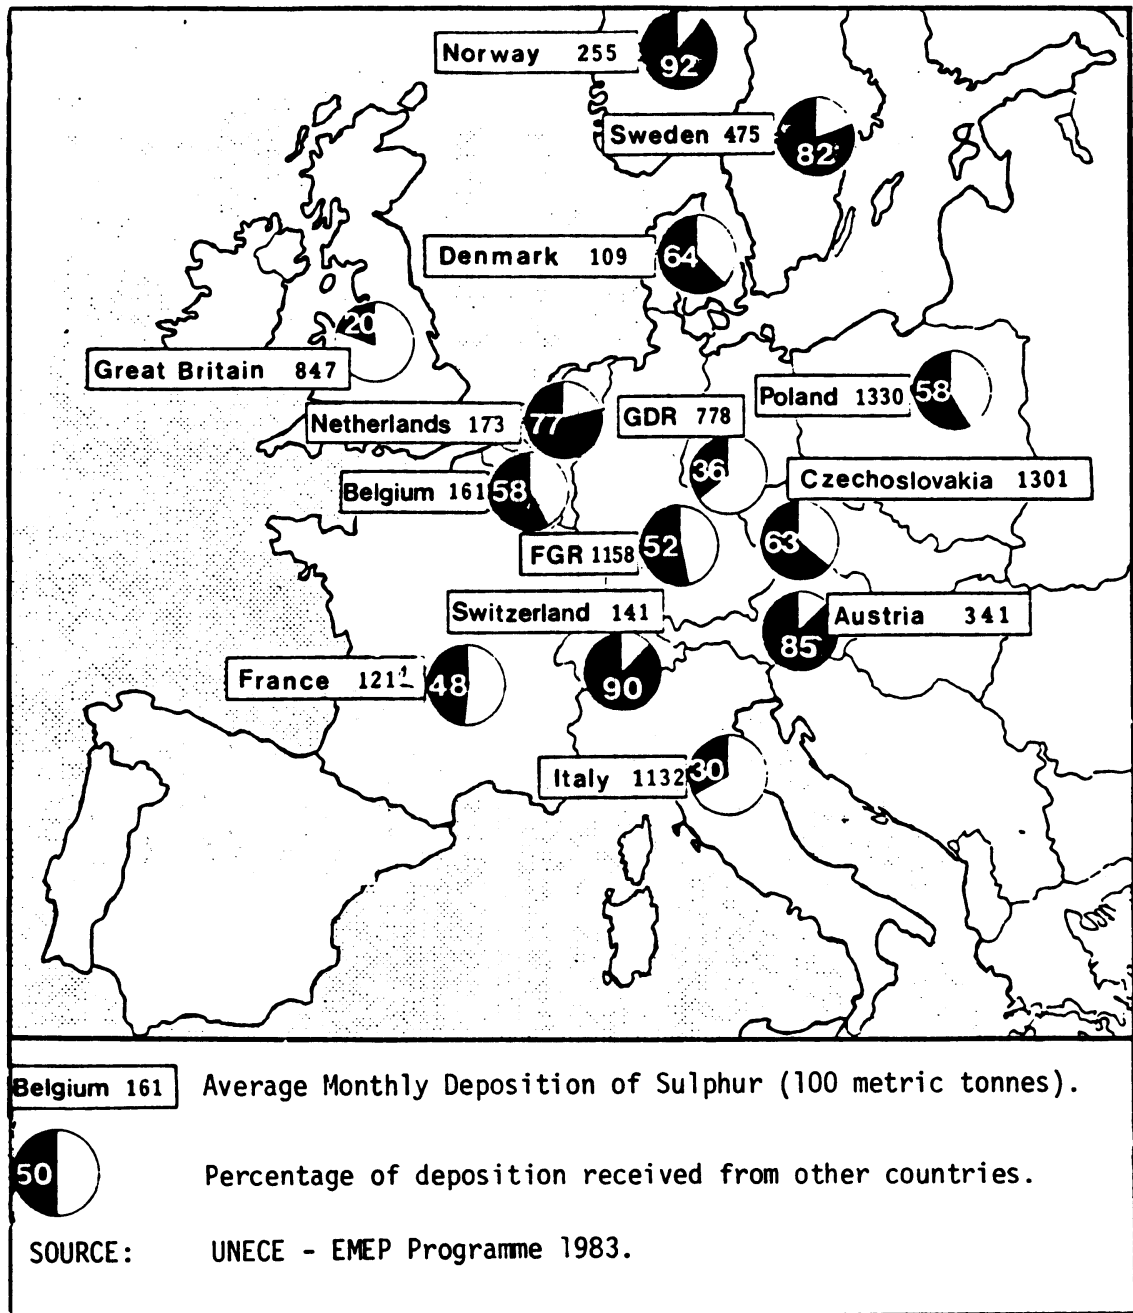 Norway 255
92
Sweden 475
82
Denmark 109
64
20
Great Britain 847
Poland 1330
58
Netherlands 173
77
GDR 778
36
Belgium 161
58
Czechoslovakia 1301
FGR 1158
52
63
Switzerland 141
90
Austria 341
85
France 1211
48
Italy 1132
30
Belgium 161 Average Monthly Deposition of Sulphur (100 metric tonnes).
50 Percentage of deposition received from other countries.
SOURCE: UNECE - EMEP Programme 1983.